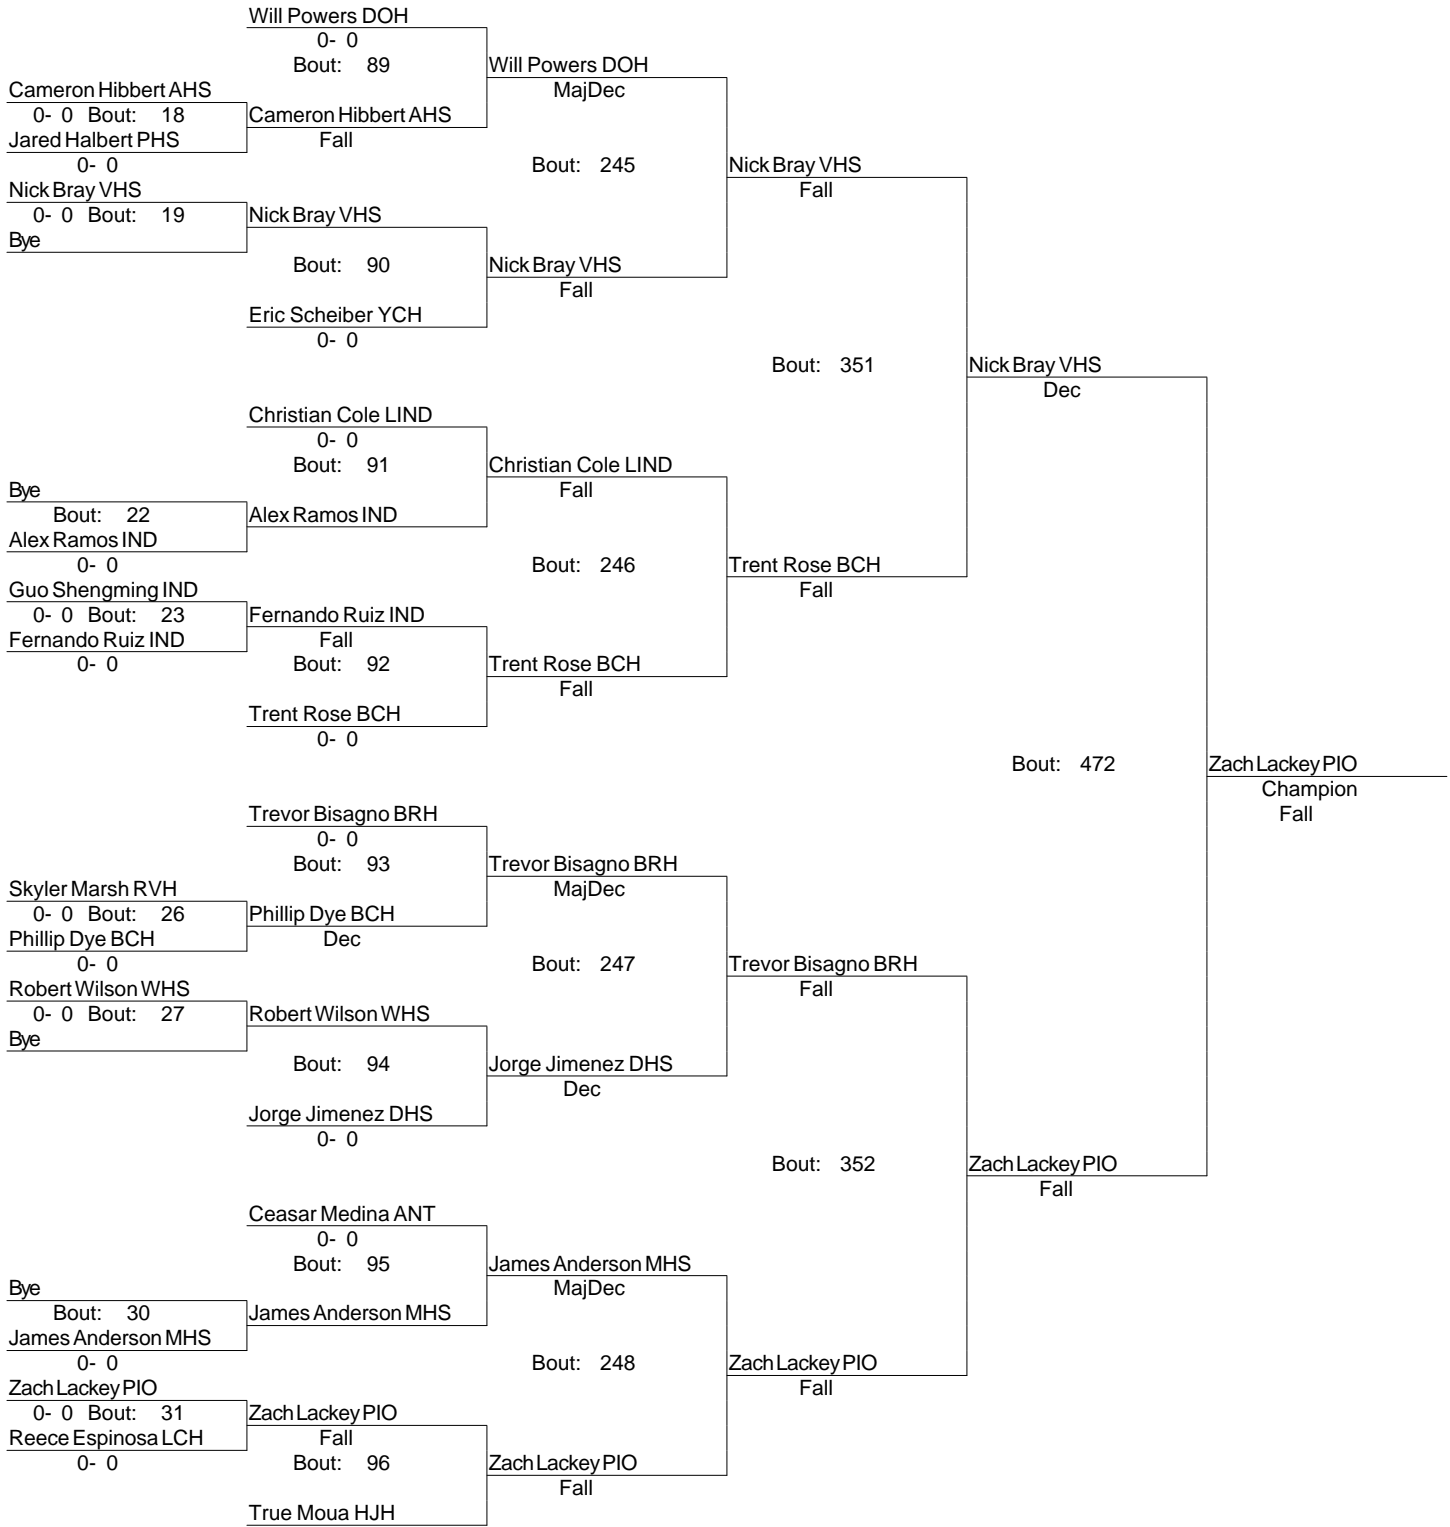 Will Powers DOH
0- 0
Bout: 89
Will Powers DOH
MajDec
Cameron Hibbert AHS
0- 0 Bout: 18
Cameron Hibbert AHS
Fall
Jared Halbert PHS
0- 0
Bout: 245
Nick Bray VHS
Fall
Nick Bray VHS
0- 0 Bout: 19
Nick Bray VHS
Bye
Bout: 90
Nick Bray VHS
Fall
Eric Scheiber YCH
0- 0
Bout: 351
Nick Bray VHS
Dec
Christian Cole LIND
0- 0
Bout: 91
Christian Cole LIND
Fall
Bye
Bout: 22
Alex Ramos IND
Alex Ramos IND
0- 0
Bout: 246
Trent Rose BCH
Fall
Guo Shengming IND
0- 0 Bout: 23
Fernando Ruiz IND
Fall
Fernando Ruiz IND
0- 0
Bout: 92
Trent Rose BCH
Fall
Trent Rose BCH
0- 0
Bout: 472
Zach Lackey PIO
Champion
Fall
Trevor Bisagno BRH
0- 0
Bout: 93
Trevor Bisagno BRH
MajDec
Skyler Marsh RVH
0- 0 Bout: 26
Phillip Dye BCH
Dec
Phillip Dye BCH
0- 0
Bout: 247
Trevor Bisagno BRH
Fall
Robert Wilson WHS
0- 0 Bout: 27
Robert Wilson WHS
Bye
Bout: 94
Jorge Jimenez DHS
Dec
Jorge Jimenez DHS
0- 0
Bout: 352
Zach Lackey PIO
Fall
Ceasar Medina ANT
0- 0
Bout: 95
James Anderson MHS
MajDec
Bye
Bout: 30
James Anderson MHS
James Anderson MHS
0- 0
Bout: 248
Zach Lackey PIO
Fall
Zach Lackey PIO
0- 0 Bout: 31
Zach Lackey PIO
Fall
Reece Espinosa LCH
0- 0
Bout: 96
Zach Lackey PIO
Fall
True Moua HJH